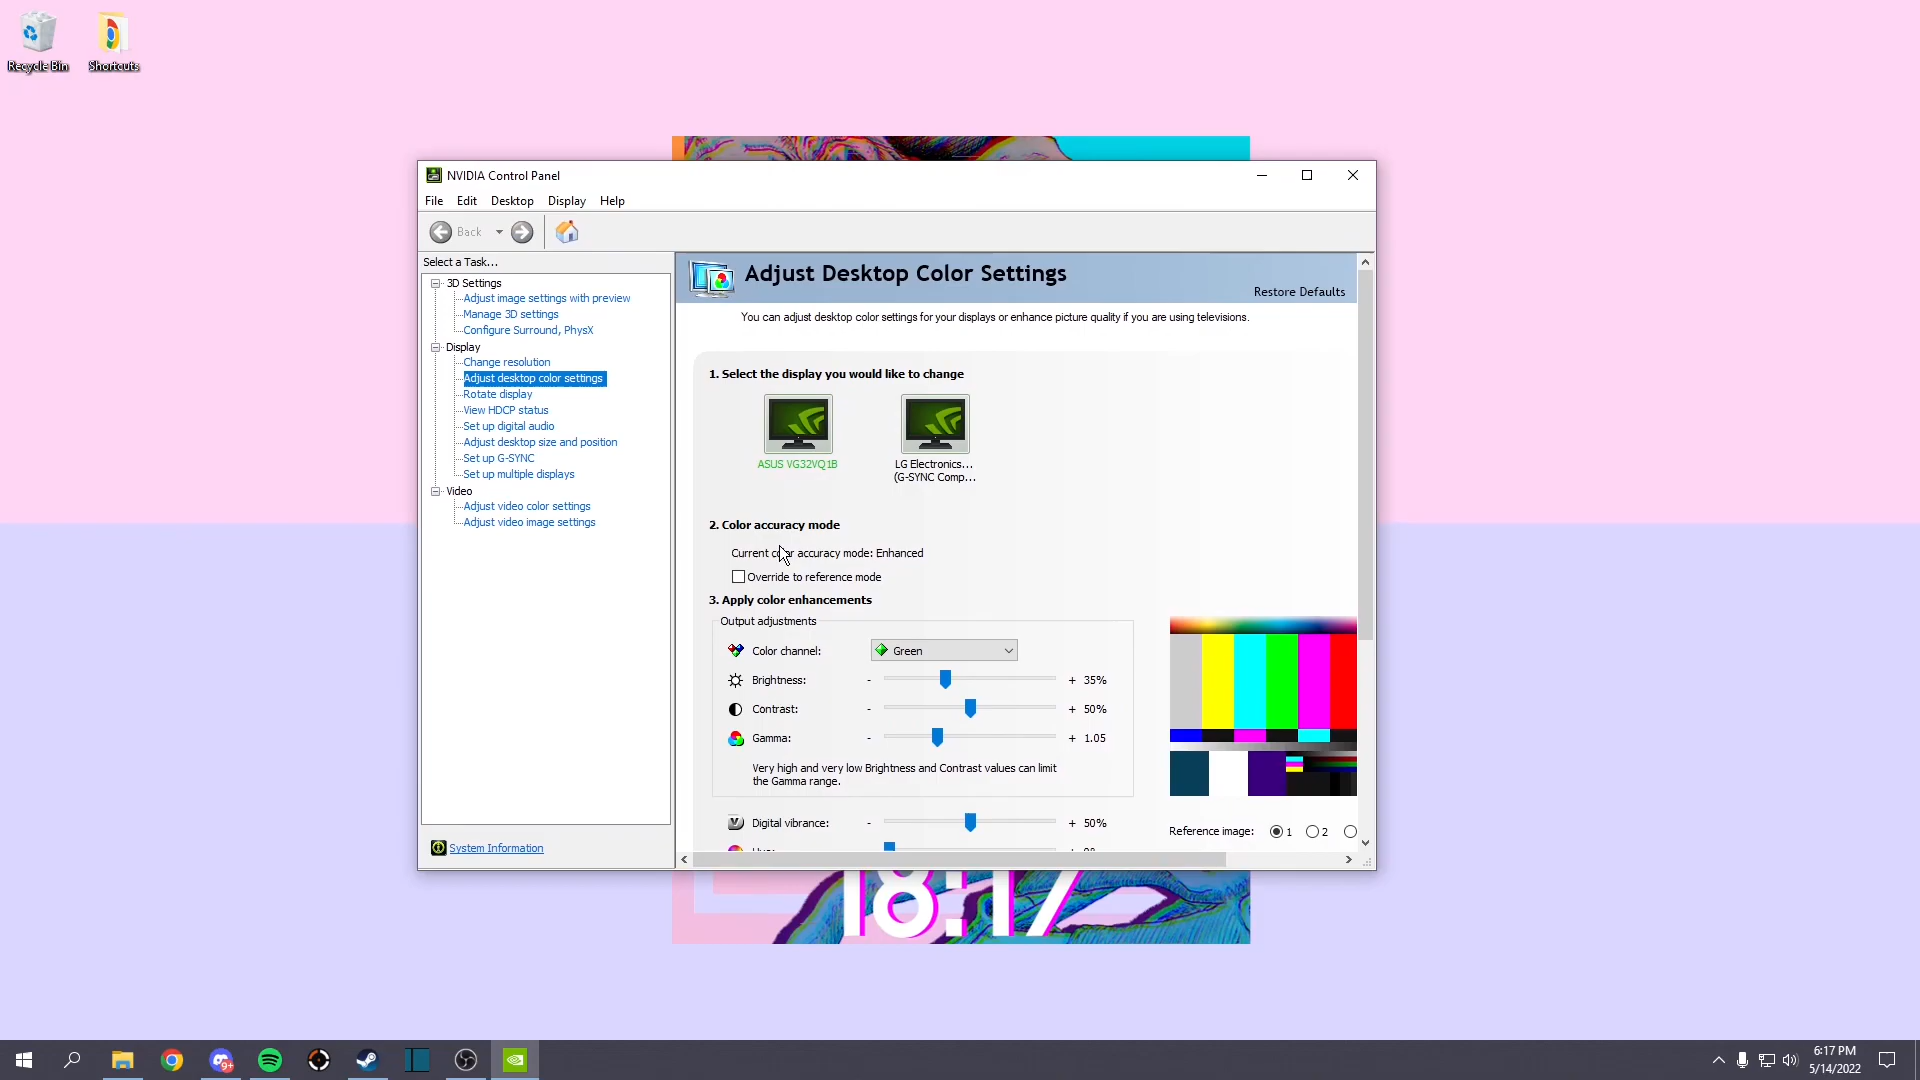 Recycle Bin
Shortcuts
NVIDIA Control Panel
File Edit Desktop Display Help
Back
Select a Task...
3D Settings
Adjust image settings with preview
Manage 3D settings
Configure Surround, PhysX
Display
Change resolution
Adjust desktop color settings
Rotate display
View HDCP status
Set up digital audio
Adjust desktop size and position
Set up G-SYNC
Set up multiple displays
Video
Adjust video color settings
Adjust video image settings
System Information
Adjust Desktop Color Settings
Restore Defaults
You can adjust desktop color settings for your displays or enhance picture quality if you are using televisions.
1. Select the display you would like to change
ASUS VG32VQ1B
LG Electronics...
(G-SYNC Comp...
2. Color accuracy mode
Current color accuracy mode: Enhanced
Override to reference mode
3. Apply color enhancements
Output adjustments
Color channel: Green
Brightness: - + 35%
Contrast: - + 50%
Gamma: - + 1.05
Very high and very low Brightness and Contrast values can limit
the Gamma range.
Digital vibrance: - + 50%
Reference image: 1 2
18:17
9+
6:17 PM
5/14/2022